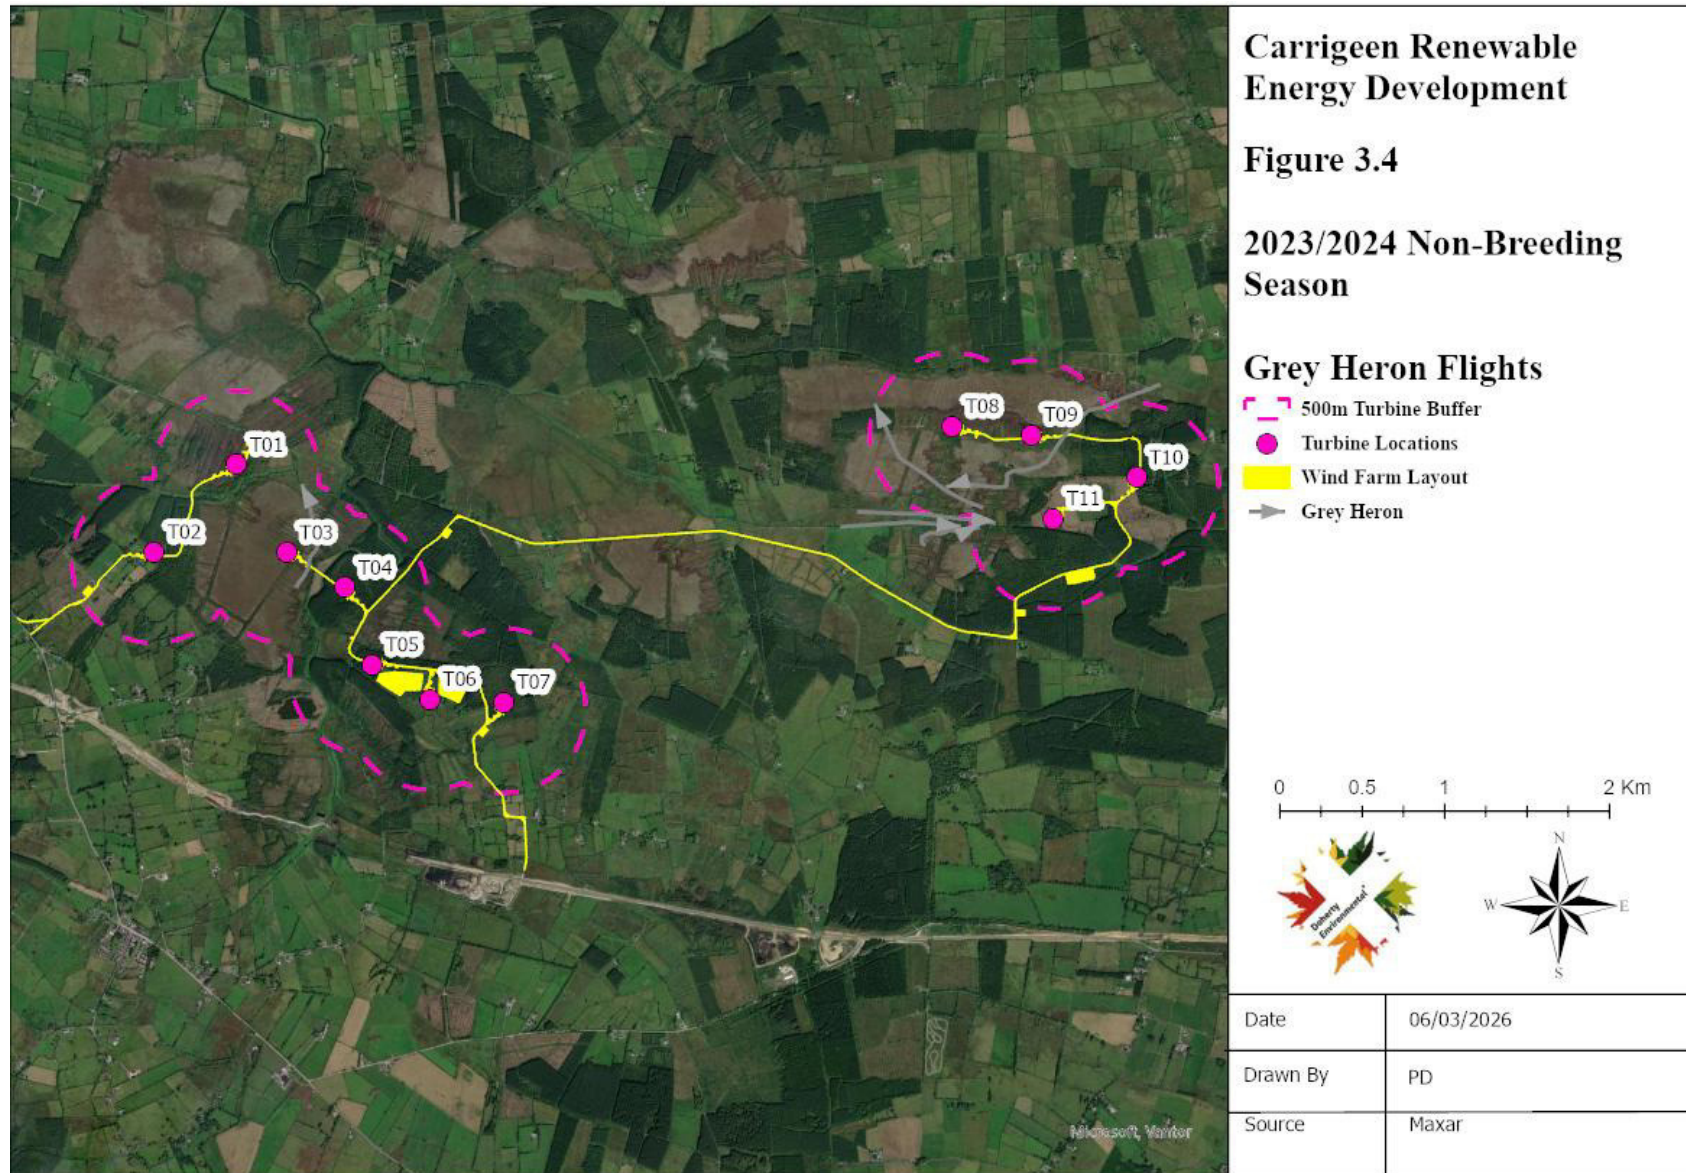 Carrigeen Renewable
Energy Development
Figure 3.4
2023/2024 Non-Breeding
Season
Grey Heron Flights
500m Turbine Buffer
Turbine Locations
Wind Farm Layout
Grey Heron
T08
T09
T01
T10
T11
T02
T03
T04
T05
T06
T07
0 0.5 1 2 Km
Doherty
Environmental
N
W E
S
Date 06/03/2026
Drawn By PD
Source Maxar
Microsoft, Vantor